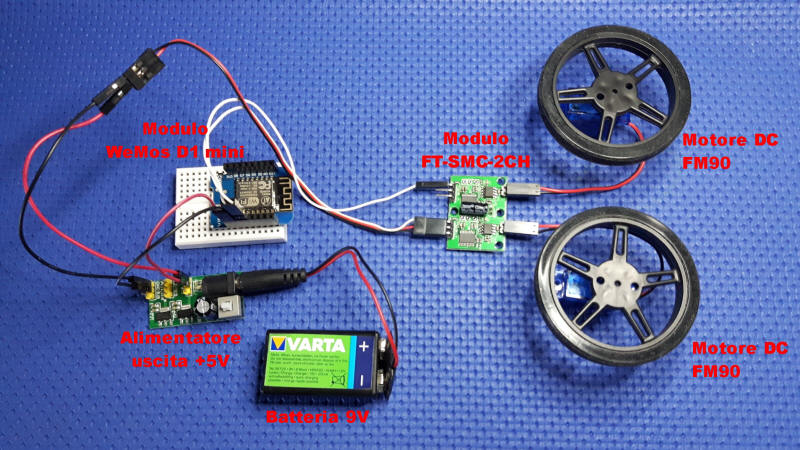 Modulo
WeMos D1 mini
Modulo
FT-SMC-2CH
Motore DC
FM90
Alimentatore
uscita +5V
VARTA
+
-
Batteria 9V
Motore DC
FM90